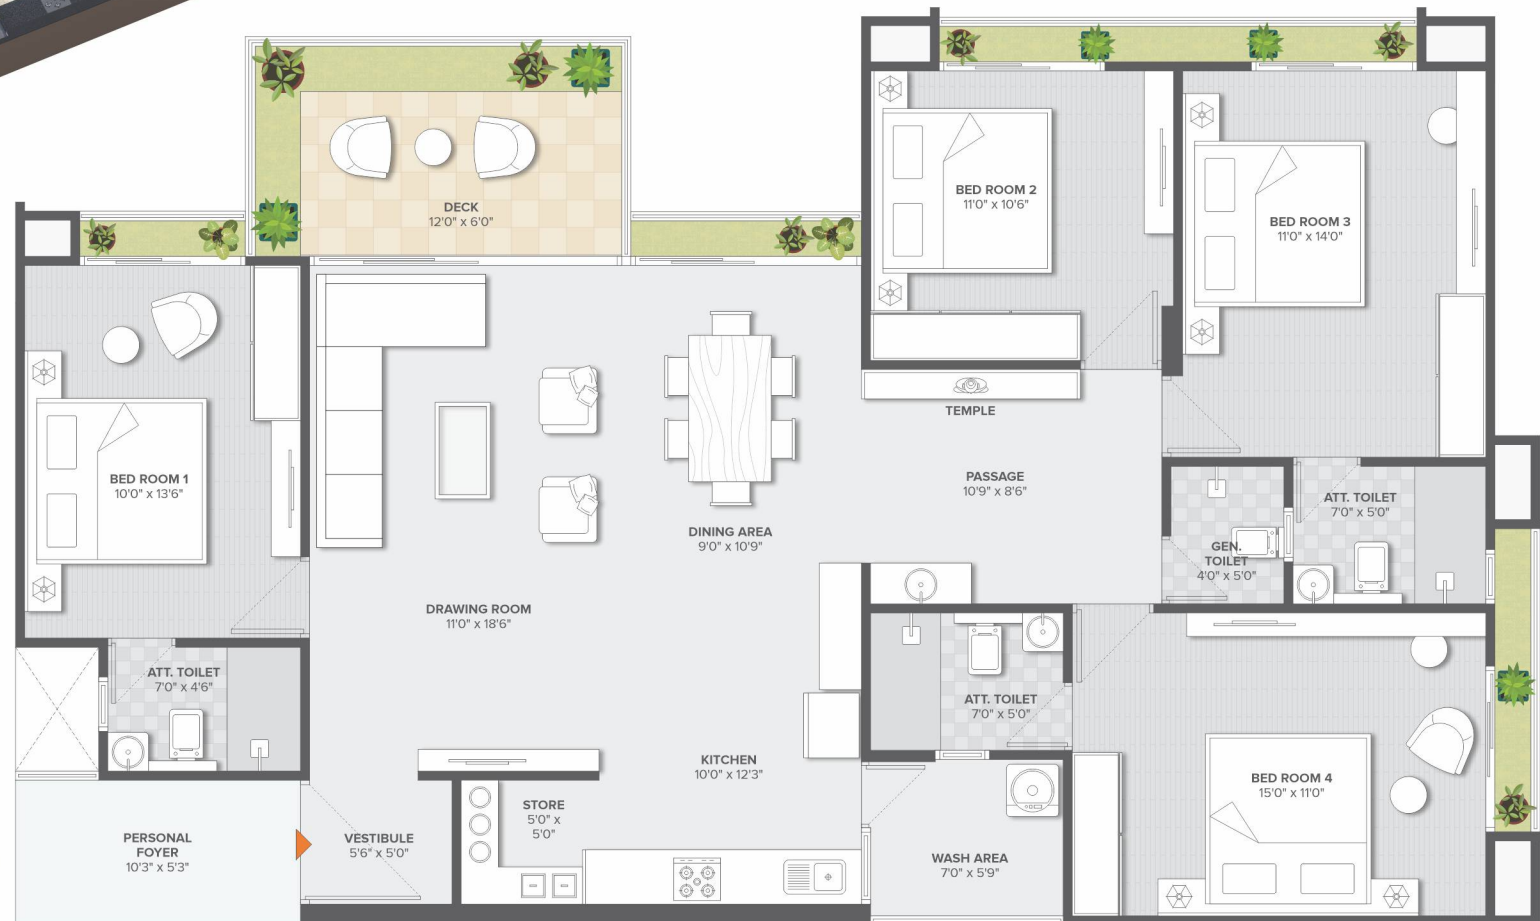 DECK
12'0" x 6'0"
BED ROOM 2
11'0" x 10'6"
BED ROOM 3
11'0" x 14'0"
BED ROOM 1
10'0" x 13'6"
TEMPLE
PASSAGE
10'9" x 8'6"
DINING AREA
9'0" x 10'9"
ATT. TOILET
7'0" x 5'0"
GEN.
TOILET
4'0" x 5'0"
DRAWING ROOM
11'0" x 18'6"
ATT. TOILET
7'0" x 4'6"
ATT. TOILET
7'0" x 5'0"
KITCHEN
10'0" x 12'3"
BED ROOM 4
15'0" x 11'0"
STORE
5'0" x
5'0"
PERSONAL
FOYER
10'3" x 5'3"
VESTIBULE
5'6" x 5'0"
WASH AREA
7'0" x 5'9"